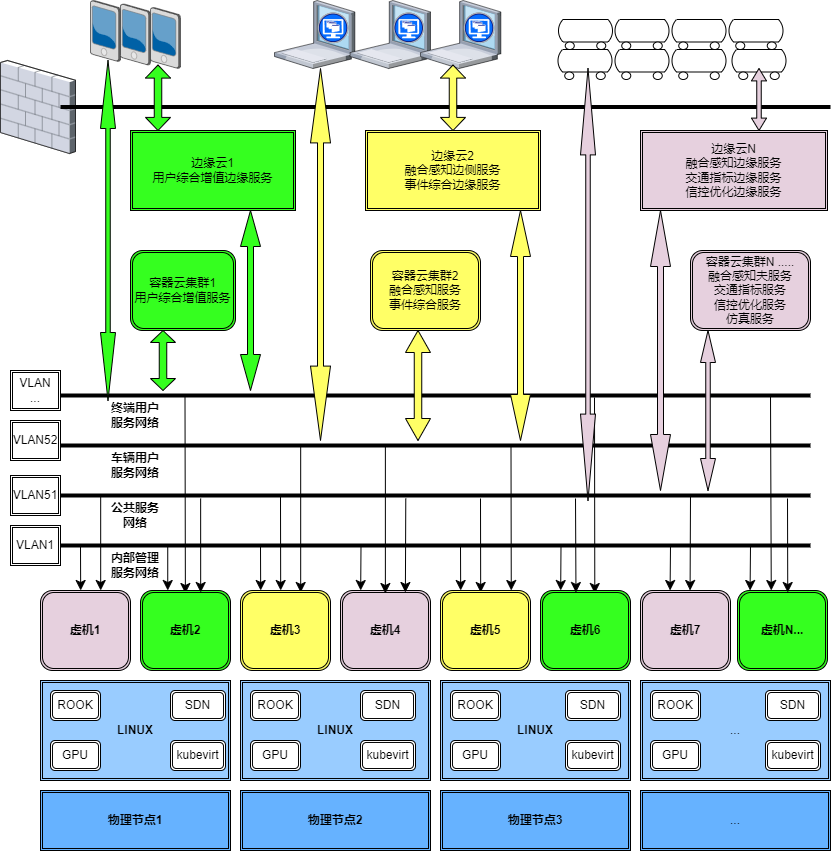 边缘云1
用户综合增值边缘服务
边缘云2
融合感知边侧服务
事件综合边缘服务
边缘云N
融合感知边缘服务
交通指标边缘服务
信控优化边缘服务
容器云集群1
用户综合增值服务
容器云集群2
融合感知服务
事件综合服务
容器云集群N .....
融合感知夫服务
交通指标服务
信控优化服务
仿真服务
VLAN
...
终端用户
服务网络
VLAN52
车辆用户
服务网络
VLAN51
公共服务
网络
VLAN1
内部管理
服务网络
虚机1
虚机2
虚机3
虚机4
虚机5
虚机6
虚机7
虚机N...
ROOK
SDN
LINUX
GPU
kubevirt
ROOK
SDN
LINUX
GPU
kubevirt
ROOK
SDN
LINUX
GPU
kubevirt
ROOK
SDN
...
GPU
kubevirt
物理节点1
物理节点2
物理节点3
...